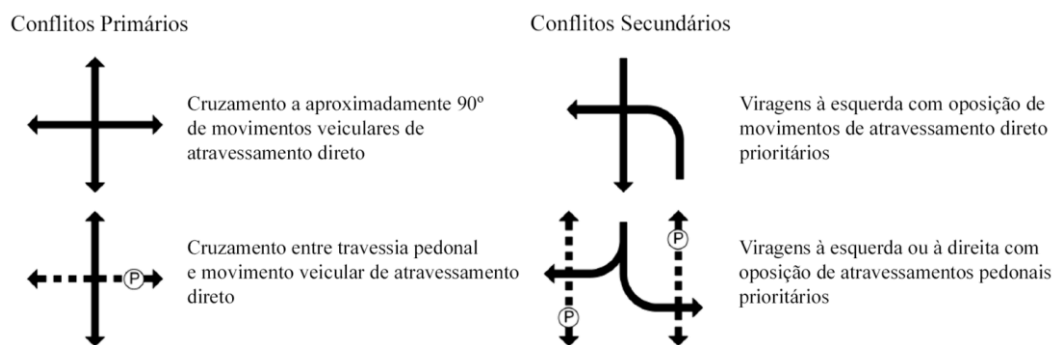 Conflitos Primários
Cruzamento a aproximadamente 90º
de movimentos veiculares de
atravessamento direto
P
Cruzamento entre travessia pedonal
e movimento veicular de atravessamento
direto
Conflitos Secundários
Viragens à esquerda com oposição de
movimentos de atravessamento direto
prioritários
P
P
Viragens à esquerda ou à direita com
oposição de atravessamentos pedonais
prioritários